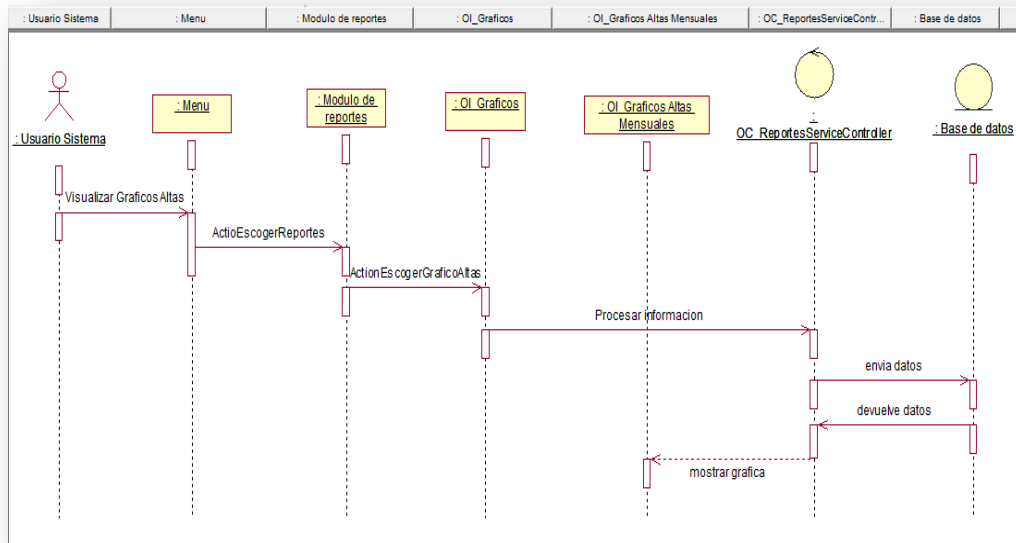 : Usuario Sistema
: Menu
: Modulo de reportes
: OI_Graficos
: OI_Graficos Altas Mensuales
: OC_ReportesServiceContr...
: Base de datos
: Usuario Sistema
: Menu
: Modulo de
reportes
: OI_Graficos
: OI_Graficos Altas
Mensuales
:
OC_ReportesServiceController
: Base de datos
Visualizar Graficos Altas
ActioEscogerReportes
ActionEscogerGraficoAltas
Procesar informacion
envia datos
devuelve datos
mostrar grafica